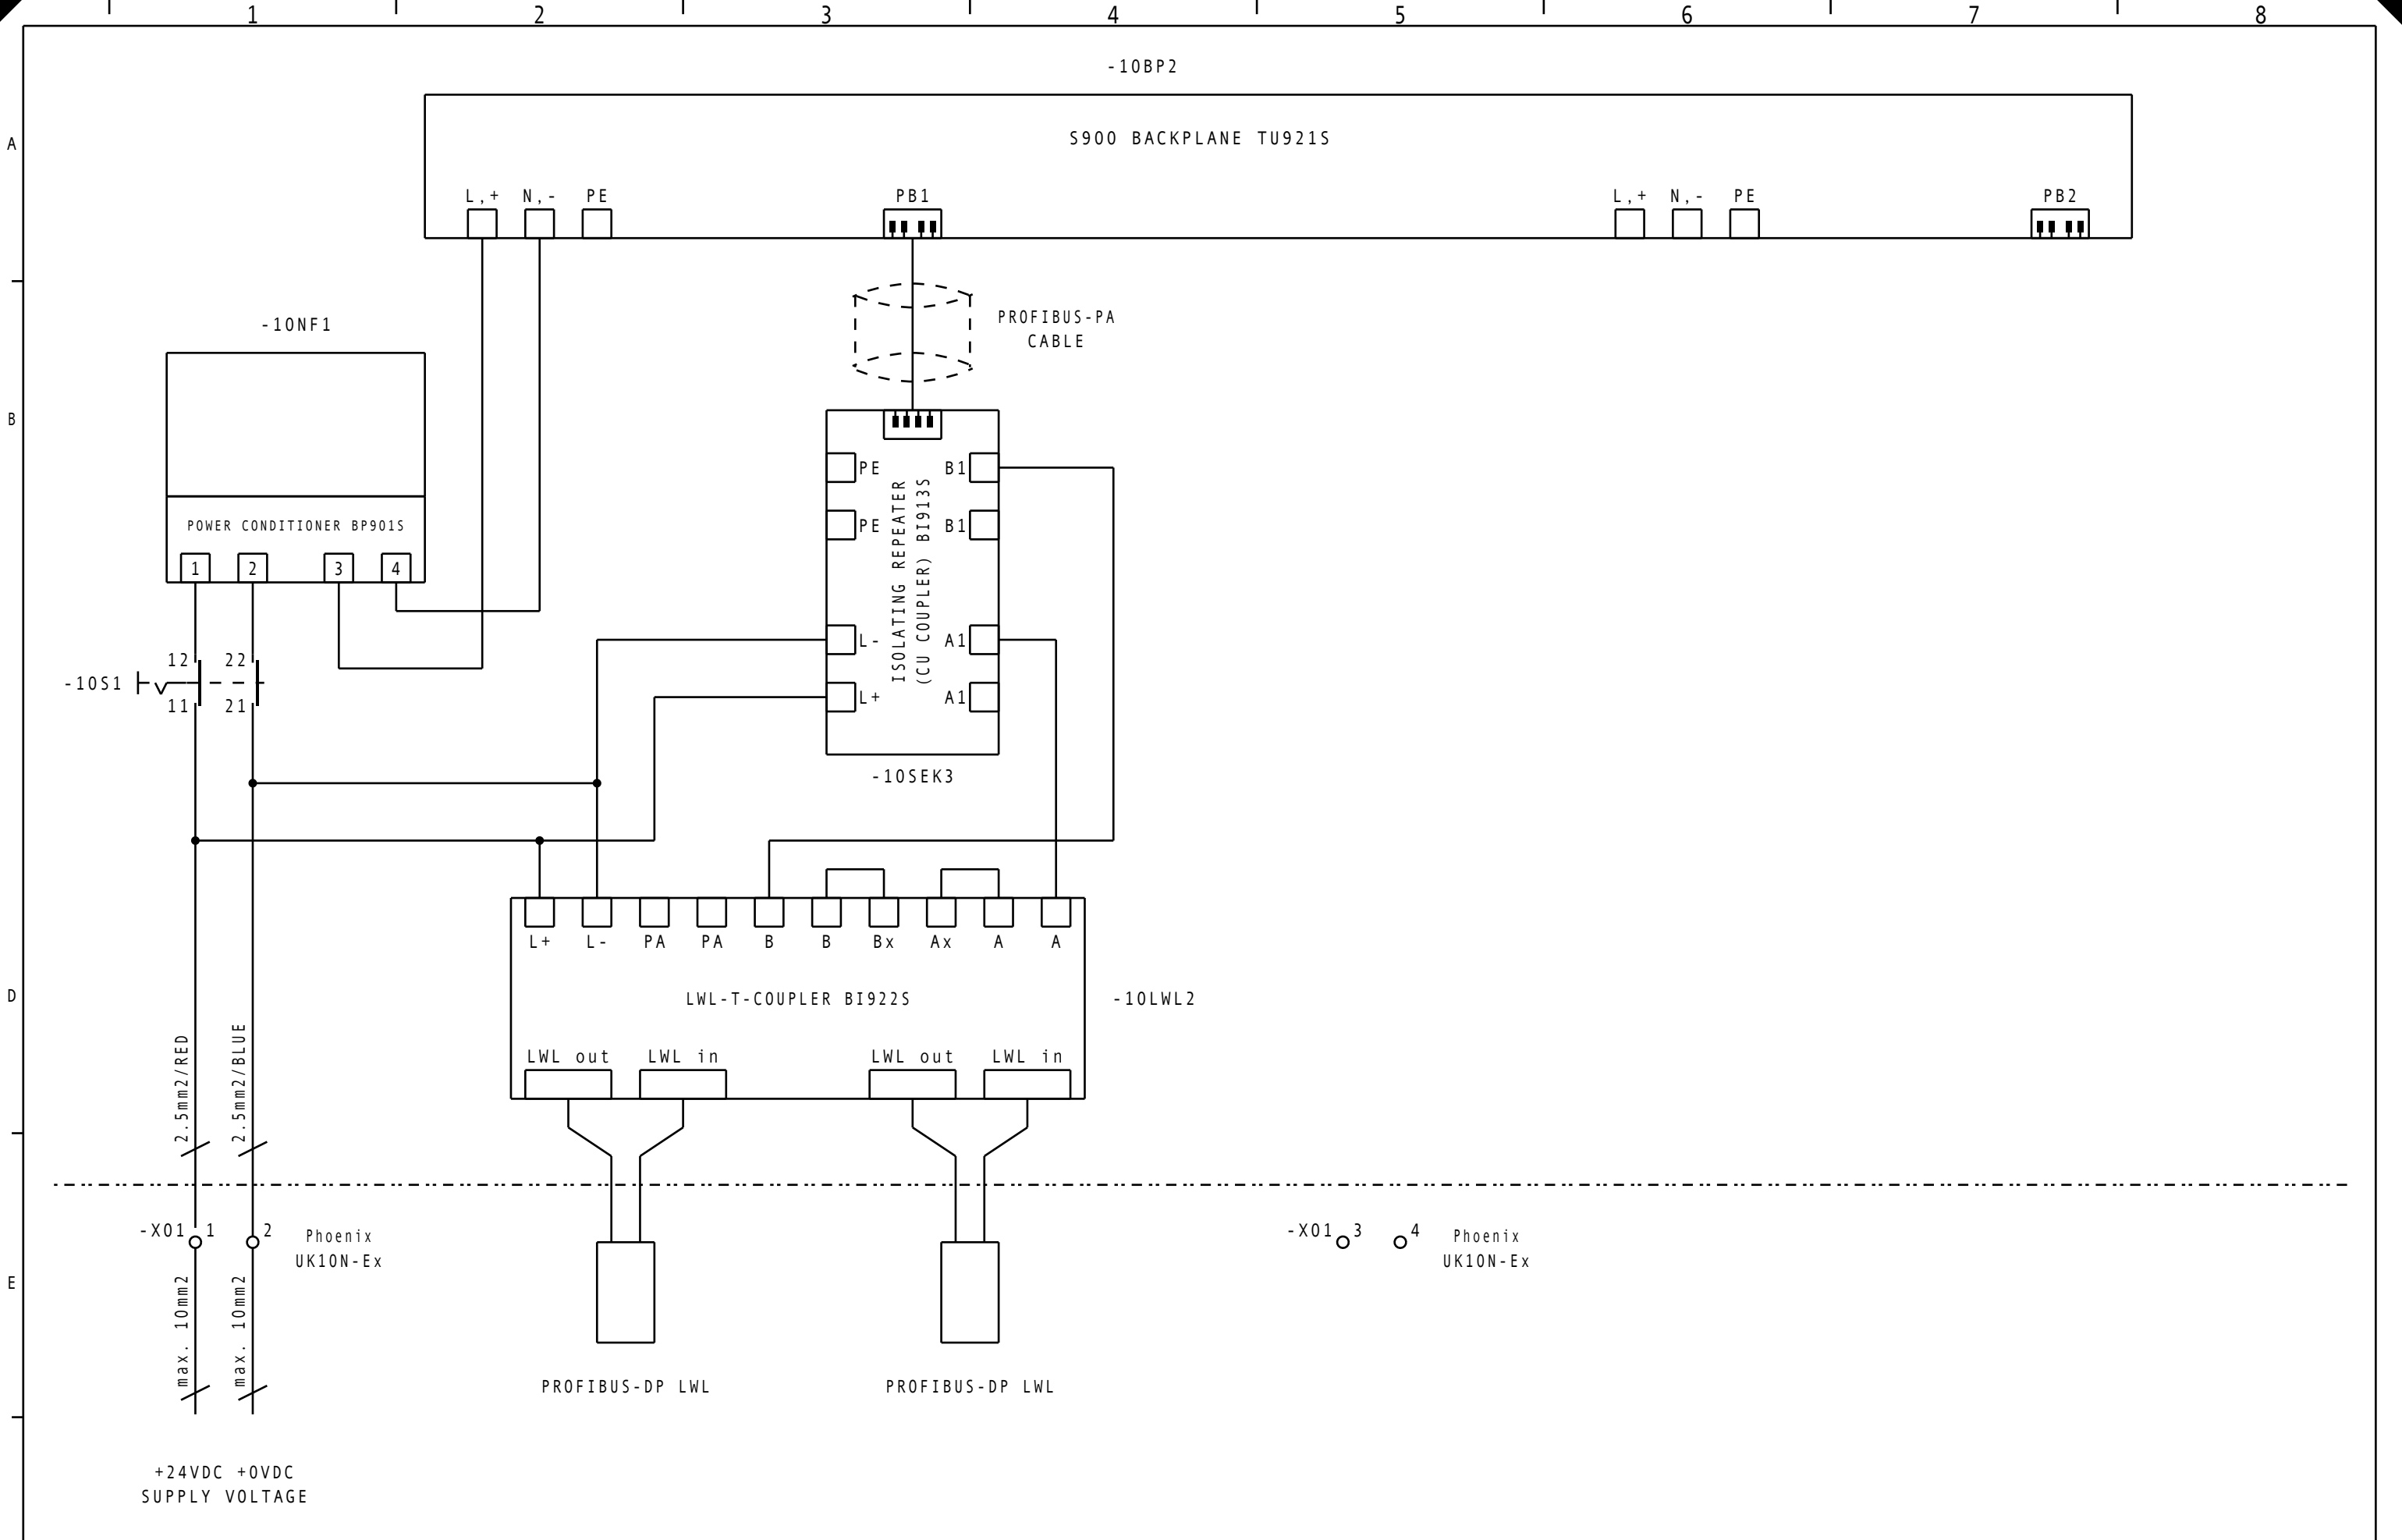 1 2 3 4 5 6 7 8
-10BP2
A
S900 BACKPLANE TU921S
L,+ N,- PE PB1 L,+ N,- PE PB2
-10NF1
PROFIBUS-PA
CABLE
B
POWER CONDITIONER BP901S
1 2 3 4
PE B1
PE B1
L- A1
L+ A1
ISOLATING REPEATER
(CU COUPLER) BI913S
12 22
-10S1
11 21
-10SEK3
L+ L- PA PA B B Bx Ax A A
D
LWL-T-COUPLER BI922S
-10LWL2
LWL out LWL in LWL out LWL in
2.5mm2/RED
2.5mm2/BLUE
-X01 1 2
Phoenix
UK10N-Ex
-X01 3 4
Phoenix
UK10N-Ex
E
max. 10mm2
max. 10mm2
PROFIBUS-DP LWL
PROFIBUS-DP LWL
+24VDC +0VDC
SUPPLY VOLTAGE